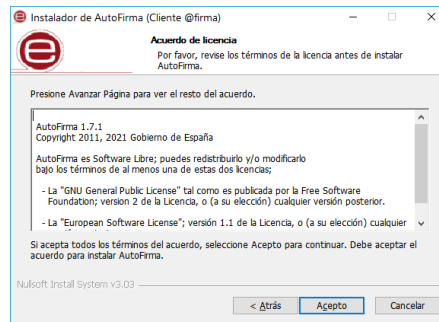 Instalador de AutoFirma (Cliente @firma)
Acuerdo de licencia
Por favor, revise los términos de la licencia antes de instalar
AutoFirma.
Presione Avanzar Página para ver el resto del acuerdo.
AutoFirma 1.7.1
Copyright 2011, 2021 Gobierno de España
AutoFirma es Software Libre; puedes redistribuirlo y/o modificarlo
bajo los términos de al menos una de estas dos licencias;
- La "GNU General Public License" tal como es publicada por la Free Software
Foundation; version 2 de la Licencia, o (a su elección) cualquier versión posterior.
- La "European Software License"; versión 1.1 de la Licencia, o (a su elección) cualquier
Si acepta todos los términos del acuerdo, seleccione Acepto para continuar. Debe aceptar el
acuerdo para instalar AutoFirma.
Nullsoft Install System v3.03
< Atrás Acepto Cancelar